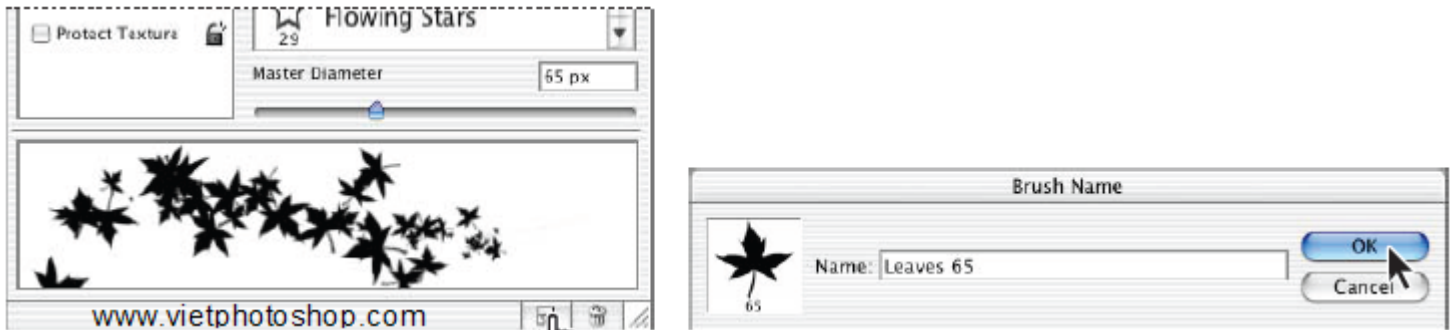 Protect Texture
Flowing Stars
29
Master Diameter
65 px
www.vietphotoshop.com
Brush Name
Name: Leaves 65
OK
Cancel
65